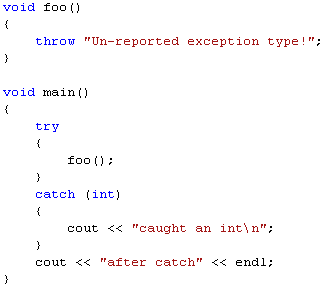 void foo()
{
    throw "Un-reported exception type!";
}

void main()
{
    try
    {
        foo();
    }
    catch (int)
    {
        cout << "caught an int\n";
    }
    cout << "after catch" << endl;
}